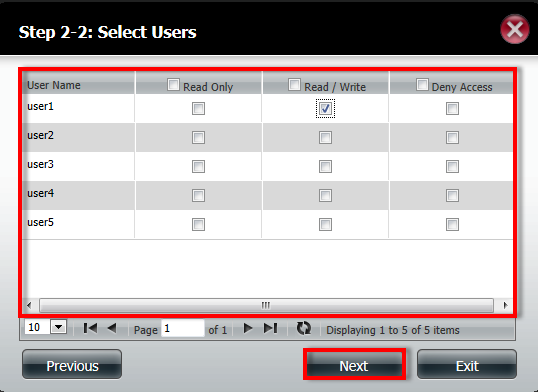 Step 2-2: Select Users
User Name Read Only Read / Write Deny Access
user1
user2
user3
user4
user5
10 Page 1 of 1 Displaying 1 to 5 of 5 items
Previous Next Exit